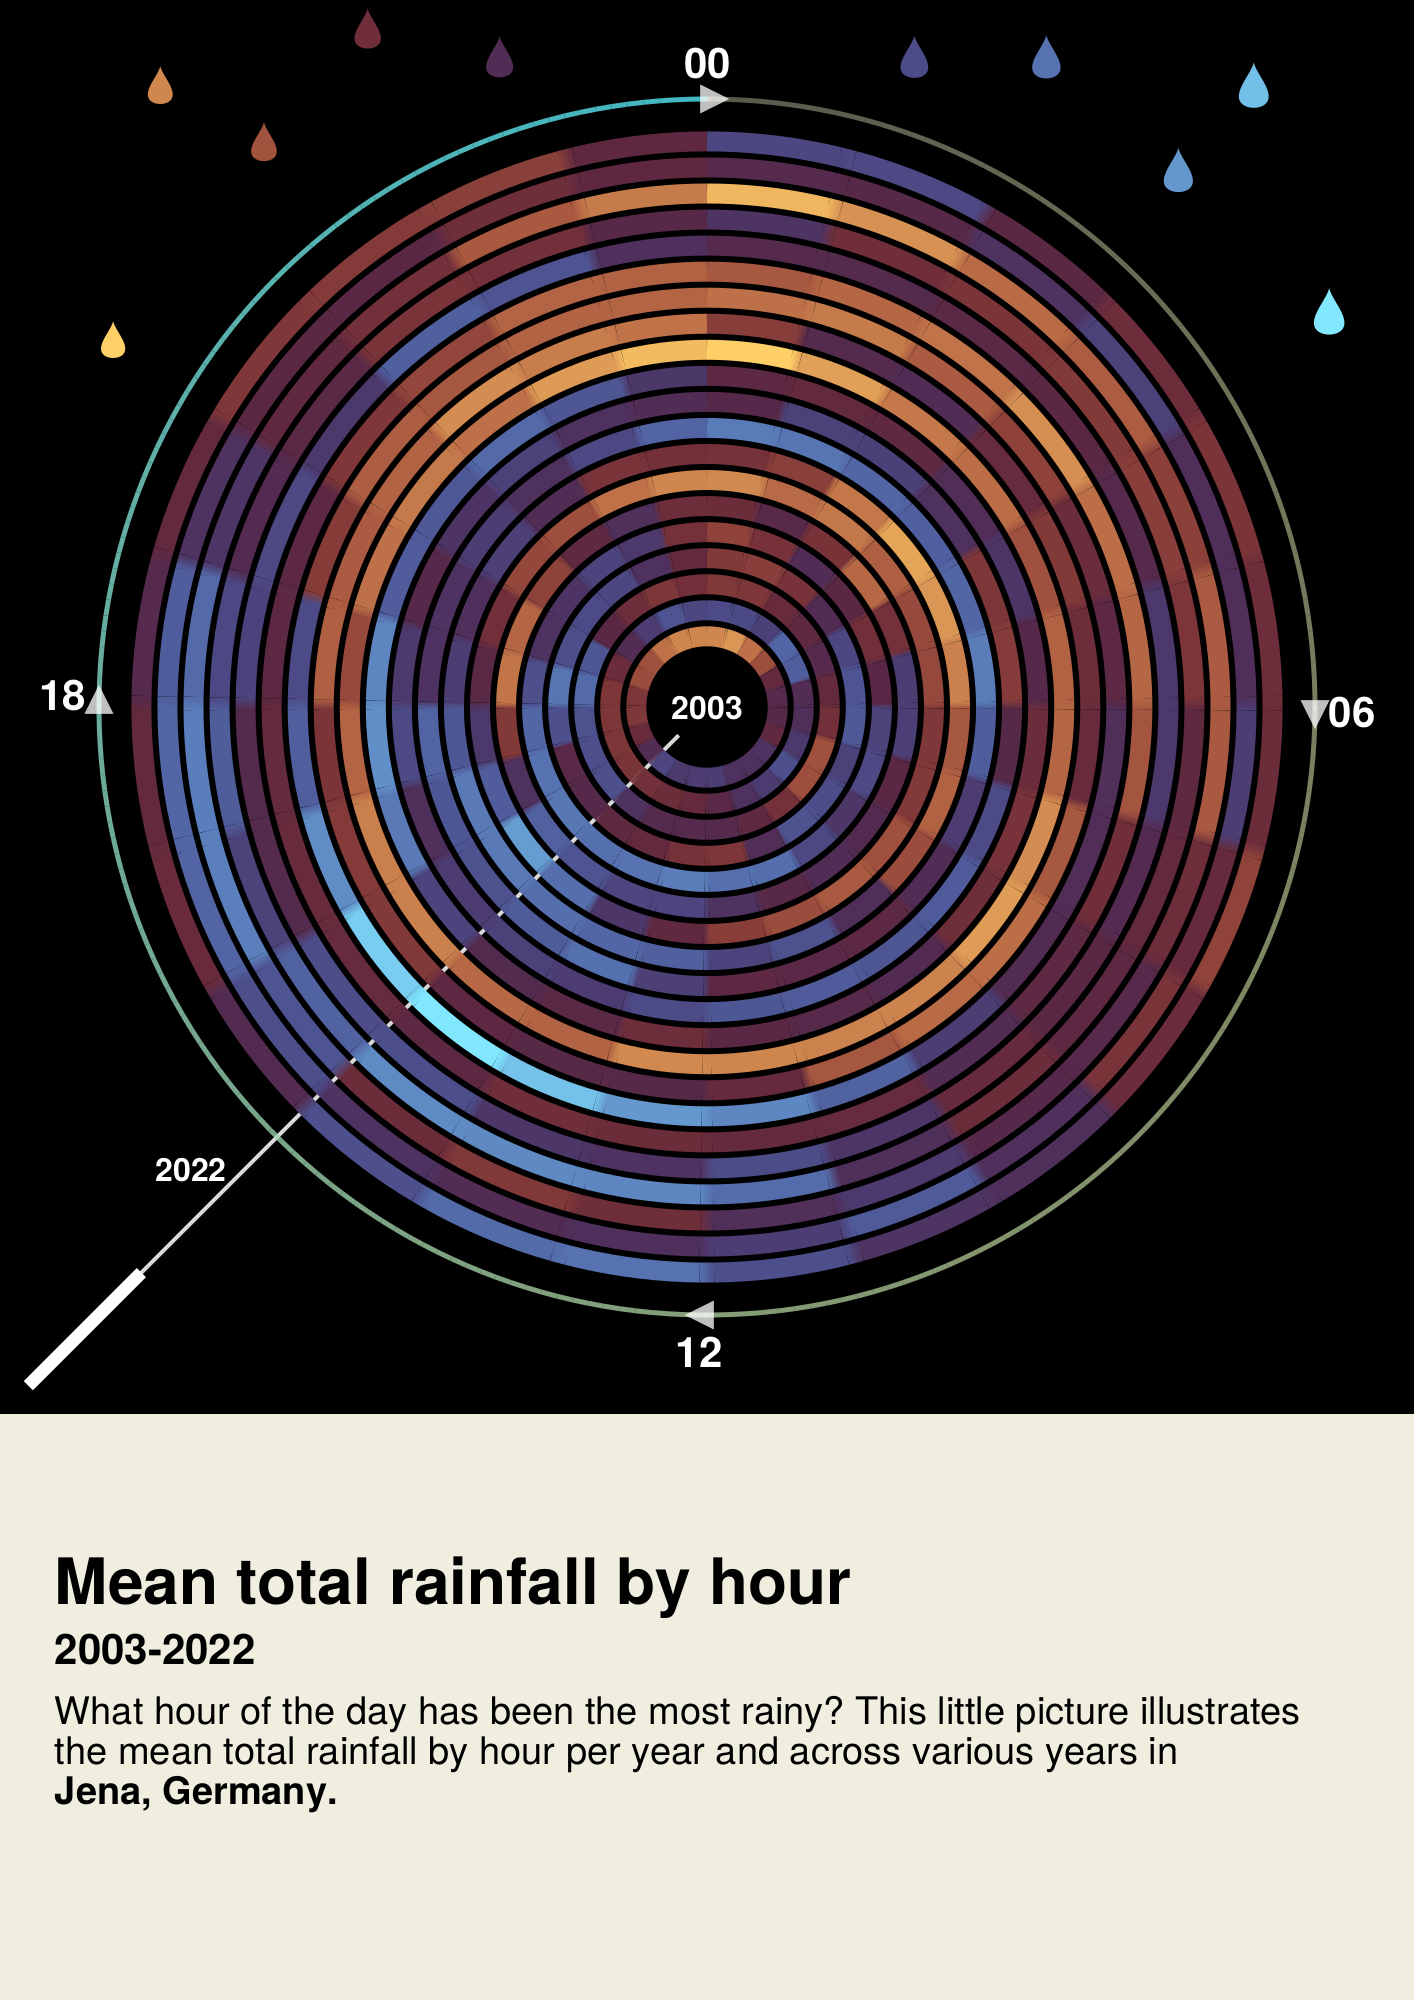 00
18
2003
06
2022
12
Mean total rainfall by hour
2003-2022
What hour of the day has been the most rainy? This little picture illustrates
the mean total rainfall by hour per year and across various years in
Jena, Germany.